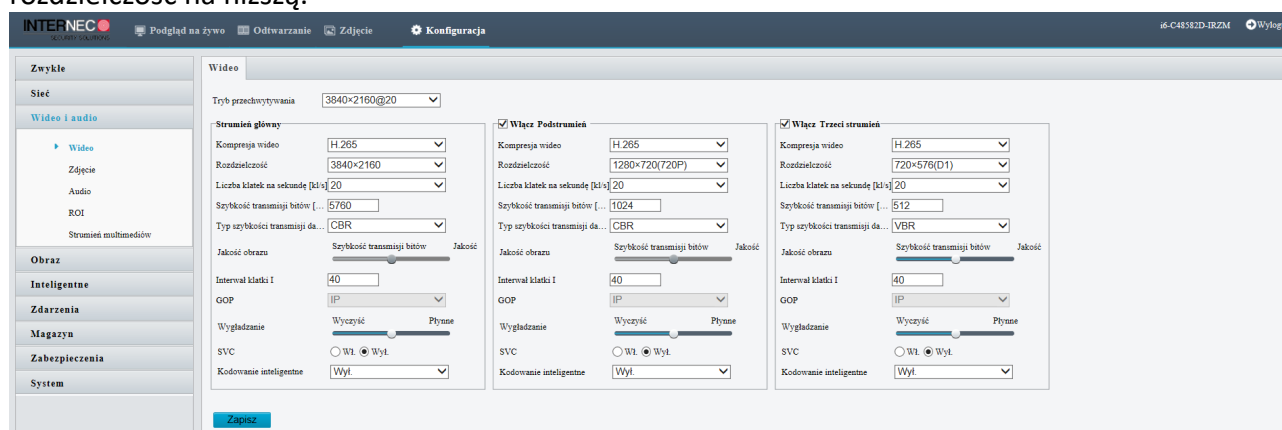 rozdzielczość na niższą.
INTERNEC
SECURITY SOLUTIONS
Podgląd na żywo Odtwarzanie Zdjęcie Konfiguracja
i6-C48582D-IRZM Wylog
Zwykłe
Sieć
Wideo i audio
Wideo
Zdjęcie
Audio
ROI
Strumień multimediów
Obraz
Inteligentne
Zdarzenia
Magazyn
Zabezpieczenia
System
Wideo
Tryb przechwytywania 3840×2160@20
Strumień główny
Kompresja wideo H.265
Rozdzielczość 3840×2160
Liczba klatek na sekundę [kl/s] 20
Szybkość transmisji bitów [... 5760
Typ szybkości transmisji da... CBR
Jakość obrazu Szybkość transmisji bitów Jakość
Interwał klatki I 40
GOP IP
Wygładzanie Wyczyść Płynne
SVC Wł. Wył.
Kodowanie inteligentne Wył.
Włącz Podstrumień
Kompresja wideo H.265
Rozdzielczość 1280×720(720P)
Liczba klatek na sekundę [kl/s] 20
Szybkość transmisji bitów [... 1024
Typ szybkości transmisji da... CBR
Jakość obrazu Szybkość transmisji bitów Jakość
Interwał klatki I 40
GOP IP
Wygładzanie Wyczyść Płynne
SVC Wł. Wył.
Kodowanie inteligentne Wył.
Włącz Trzeci strumień
Kompresja wideo H.265
Rozdzielczość 720×576(D1)
Liczba klatek na sekundę [kl/s] 20
Szybkość transmisji bitów [... 512
Typ szybkości transmisji da... VBR
Jakość obrazu Szybkość transmisji bitów Jakość
Interwał klatki I 40
GOP IP
Wygładzanie Wyczyść Płynne
SVC Wł. Wył.
Kodowanie inteligentne Wył.
Zapisz